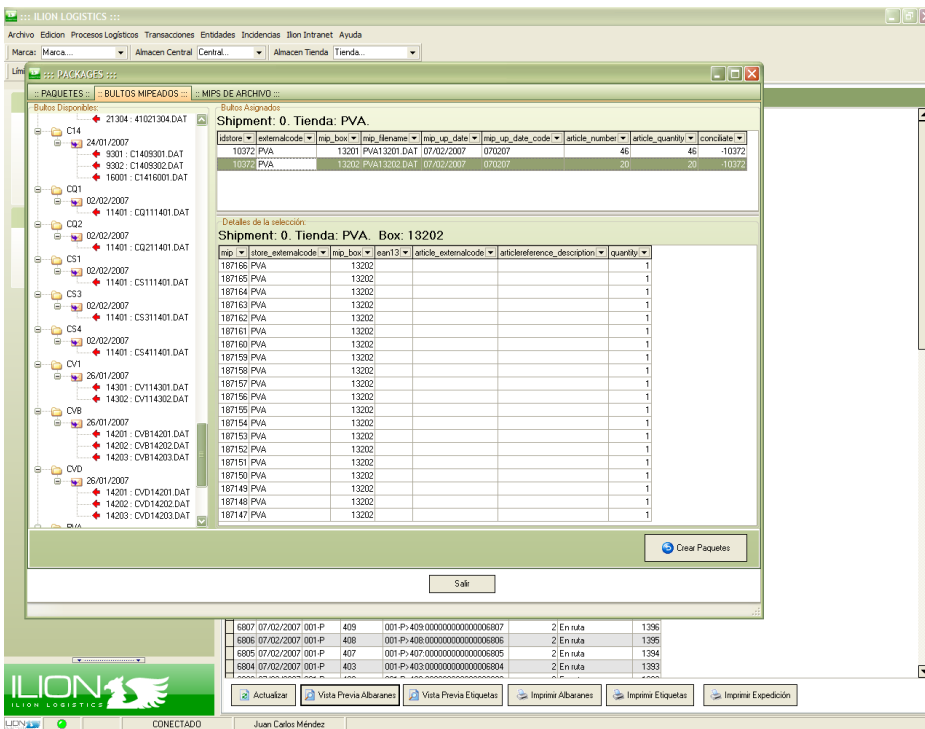 ::: ILION LOGISTICS :::
Archivo Edicion Procesos Logísticos Transacciones Entidades Incidencias Ilion Intranet Ayuda
Marca: Marca.... Almacen Central Central... Almacen Tienda Tienda...
Lími
::: PACKAGES :::
:: PAQUETES :: :: BULTOS MIPEADOS ::: :: MIPS DE ARCHIVO :::
Bultos Disponibles:
21304 : 41021304.DAT
C14
24/01/2007
9301 : C1409301.DAT
9302 : C1409302.DAT
16001 : C1416001.DAT
CQ1
02/02/2007
11401 : CQ111401.DAT
CQ2
02/02/2007
11401 : CQ211401.DAT
CS1
02/02/2007
11401 : CS111401.DAT
CS3
02/02/2007
11401 : CS311401.DAT
CS4
02/02/2007
11401 : CS411401.DAT
CV1
26/01/2007
14301 : CV114301.DAT
14302 : CV114302.DAT
CVB
26/01/2007
14201 : CVB14201.DAT
14202 : CVB14202.DAT
14203 : CVB14203.DAT
CVD
26/01/2007
14201 : CVD14201.DAT
14202 : CVD14202.DAT
14203 : CVD14203.DAT
PVA
Bultos Asignados
Shipment: 0. Tienda: PVA.
idstore externalcode mip_box mip_filename mip_up_date mip_up_date_code article_number article_quantity conciliate
10372 PVA 13201 PVA13201.DAT 07/02/2007 070207 46 46 -10372
10372 PVA 13202 PVA13202.DAT 07/02/2007 070207 20 20 -10372
Detalles de la selección:
Shipment: 0. Tienda: PVA. Box: 13202
mip store_externalcode mip_box ean13 article_externalcode articlereference_description quantity
187166 PVA 13202 1
187165 PVA 13202 1
187164 PVA 13202 1
187163 PVA 13202 1
187162 PVA 13202 1
187161 PVA 13202 1
187160 PVA 13202 1
187159 PVA 13202 1
187158 PVA 13202 1
187157 PVA 13202 1
187156 PVA 13202 1
187155 PVA 13202 1
187154 PVA 13202 1
187153 PVA 13202 1
187152 PVA 13202 1
187151 PVA 13202 1
187150 PVA 13202 1
187149 PVA 13202 1
187148 PVA 13202 1
187147 PVA 13202 1
Crear Paquetes
Salir
6807 07/02/2007 001-P 409 001-P>409:00000000000000006807 2 En ruta 1396
6806 07/02/2007 001-P 408 001-P>408:00000000000000006806 2 En ruta 1395
6805 07/02/2007 001-P 407 001-P>407:00000000000000006805 2 En ruta 1394
6804 07/02/2007 001-P 403 001-P>403:00000000000000006804 2 En ruta 1393
ILION
ILION LOGISTICS
Actualizar Vista Previa Albaranes Vista Previa Etiquetas Imprimir Albaranes Imprimir Etiquetas Imprimir Expedición
ILION CONECTADO Juan Carlos Méndez